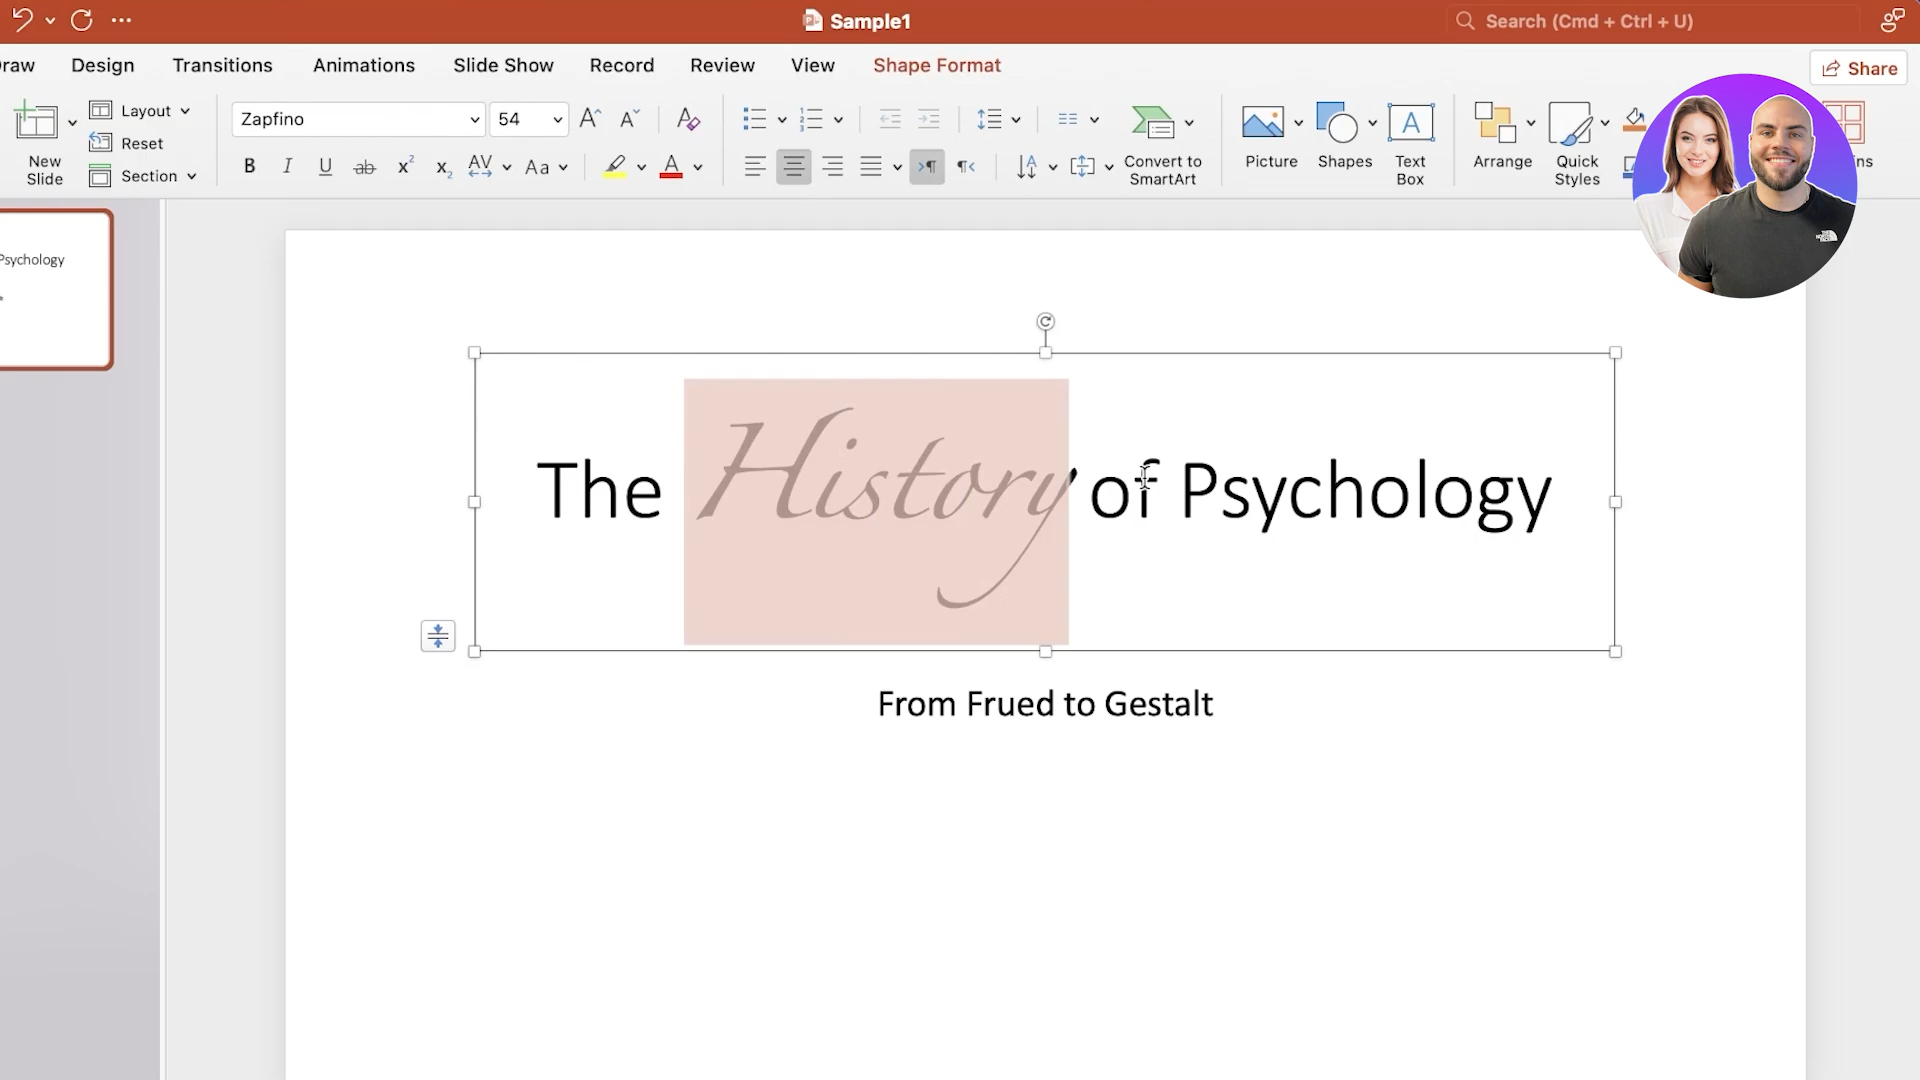 Sample1
Search (Cmd + Ctrl + U)
raw Design Transitions Animations Slide Show Record Review View Shape Format
Share
New Slide
Layout
Reset
Section
Zapfino 54
Convert to SmartArt
Picture
Shapes
Text Box
Arrange
Quick Styles
ns
Psychology
The History of Psychology
From Frued to Gestalt